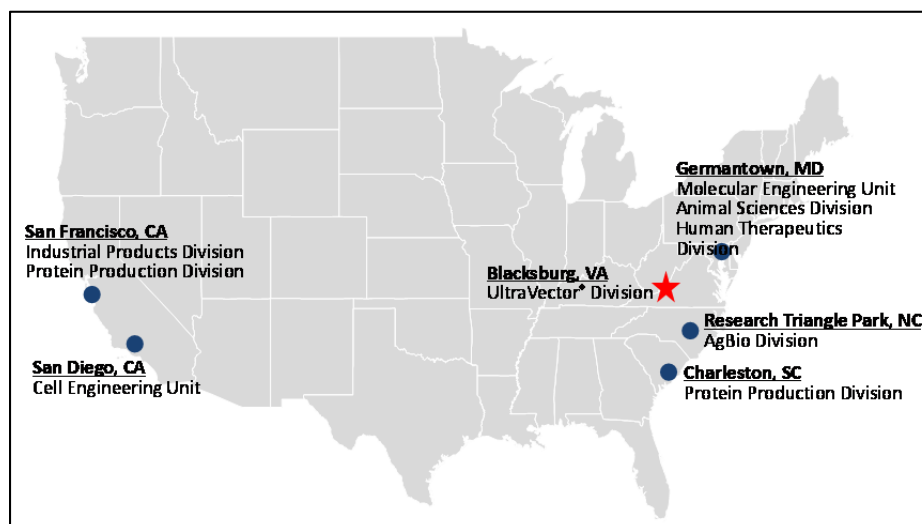 Germantown, MD
Molecular Engineering Unit
Animal Sciences Division
Human Therapeutics
Division
San Francisco, CA
Industrial Products Division
Protein Production Division
Blacksburg, VA
UltraVector® Division
Research Triangle Park, NC
AgBio Division
San Diego, CA
Cell Engineering Unit
Charleston, SC
Protein Production Division